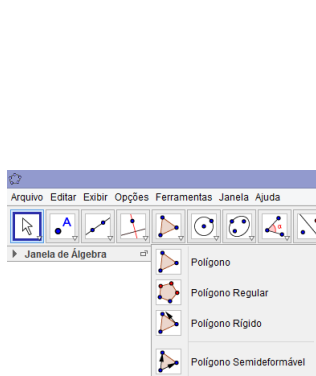 Arquivo Editar Exibir Opções Ferramentas Janela Ajuda
A
α
Janela de Álgebra
Polígono
Polígono Regular
Polígono Rígido
Polígono Semideformável